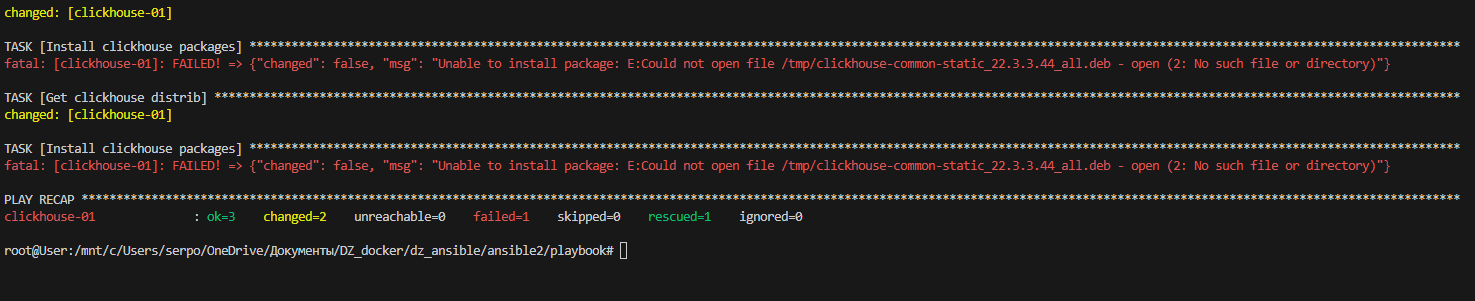 changed: [clickhouse-01]
TASK [Install clickhouse packages] ****************************************************************************************************************************************************************************
fatal: [clickhouse-01]: FAILED! => {"changed": false, "msg": "Unable to install package: E:Could not open file /tmp/clickhouse-common-static_22.3.3.44_all.deb - open (2: No such file or directory)"}
TASK [Get clickhouse distrib] *********************************************************************************************************************************************************************************
changed: [clickhouse-01]
TASK [Install clickhouse packages] ****************************************************************************************************************************************************************************
fatal: [clickhouse-01]: FAILED! => {"changed": false, "msg": "Unable to install package: E:Could not open file /tmp/clickhouse-common-static_22.3.3.44_all.deb - open (2: No such file or directory)"}
PLAY RECAP ****************************************************************************************************************************************************************************************************
clickhouse-01 : ok=3 changed=2 unreachable=0 failed=1 skipped=0 rescued=1 ignored=0
root@User:/mnt/c/Users/serpo/OneDrive/Документы/DZ_docker/dz_ansible/ansible2/playbook#